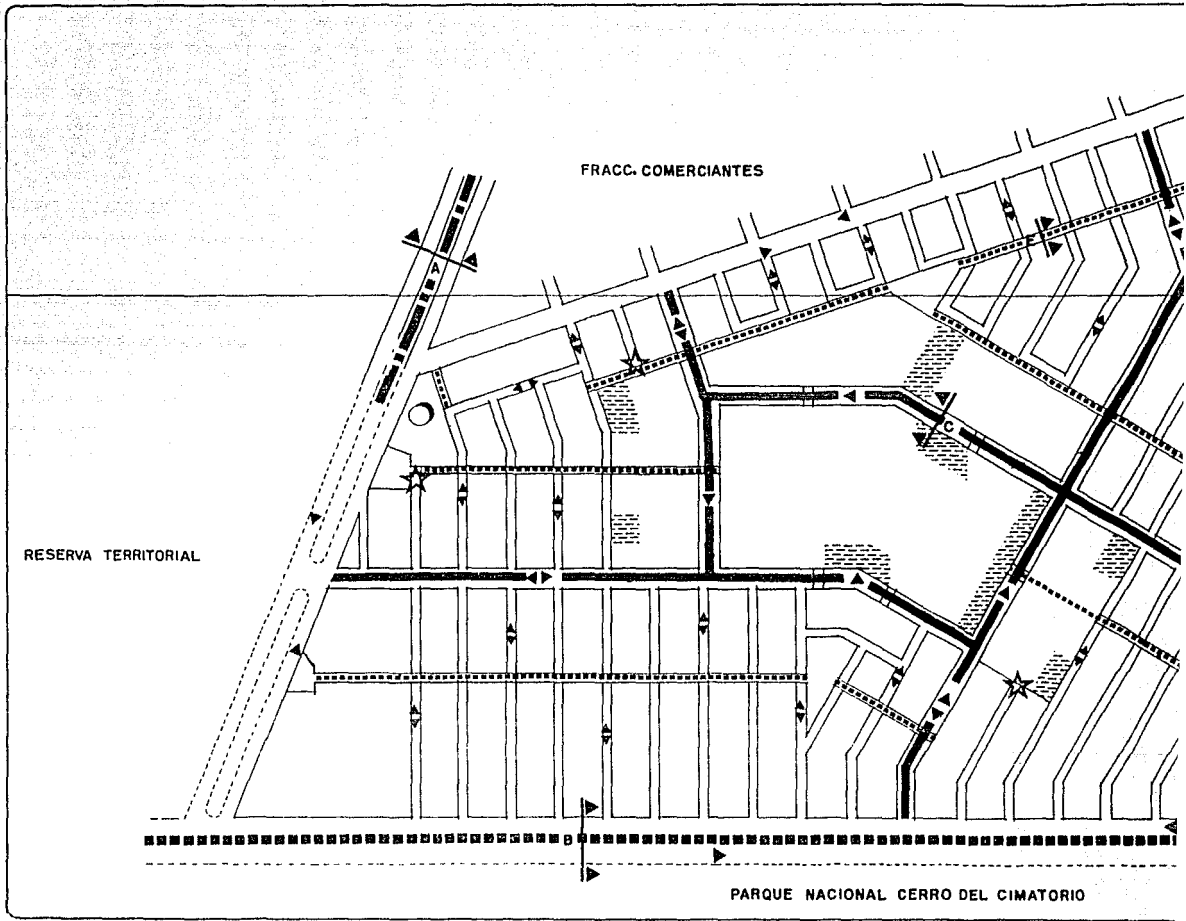 FRACC. COMERCIANTES
A
F
C
RESERVA TERRITORIAL
D
PARQUE NACIONAL CERRO DEL CIMATORIO